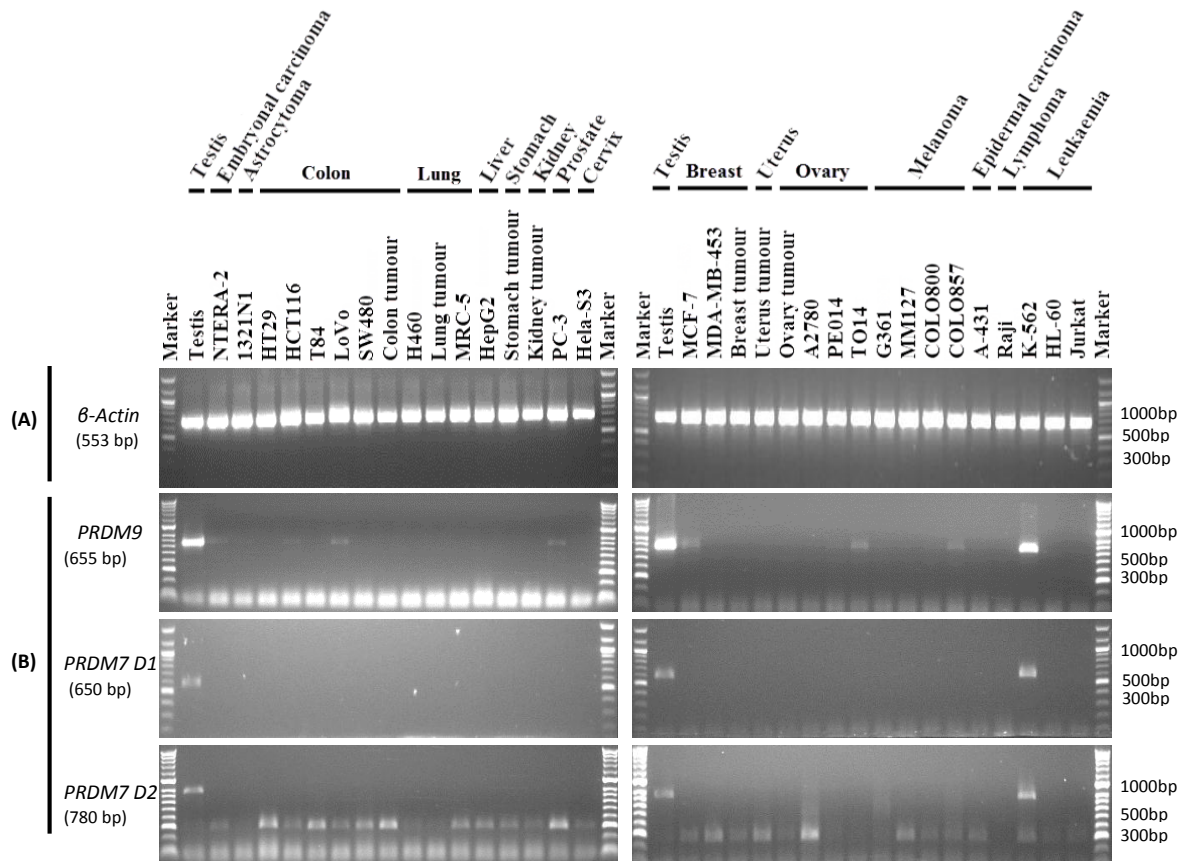 Testis
Embryonal carcinoma
Astrocytoma
Colon
Lung
Liver
Stomach
Kidney
Prostate
Cervix
Testis
Breast
Uterus
Ovary
Melanoma
Epidermal carcinoma
Lymphoma
Leukaemia
Marker
Testis
NTERA-2
1321N1
HT29
HCT116
T84
LoVo
SW480
Colon tumour
H460
Lung tumour
MRC-5
HepG2
Stomach tumour
Kidney tumour
PC-3
Hela-S3
Marker
Marker
Testis
MCF-7
MDA-MB-453
Breast tumour
Uterus tumour
Ovary tumour
A2780
PE014
TO14
G361
MM127
COLO800
COLO857
A-431
Raji
K-562
HL-60
Jurkat
Marker
(A)
β-Actin
(553 bp)
1000bp
500bp
300bp
(B)
PRDM9
(655 bp)
1000bp
500bp
300bp
PRDM7 D1
(650 bp)
1000bp
500bp
300bp
PRDM7 D2
(780 bp)
1000bp
500bp
300bp